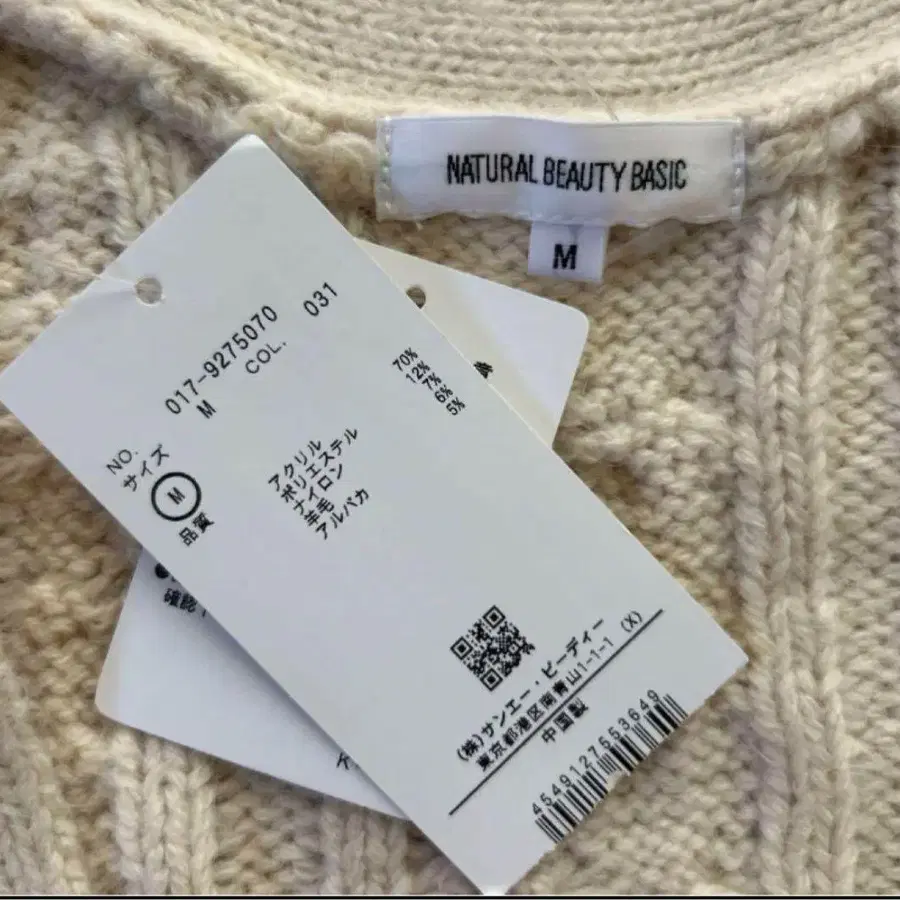 NATURAL BEAUTY BASIC
M
NO. 017-9275070
サイズ M COL. 031
M
品質
アクリル 70%
ポリエステル 12%
ナイロン 7%
羊毛 6%
アルパカ 5%
(株)サンエー・ビーディー
東京都港区南青山1-1-1 (X)
中国製
4549127553649
確認